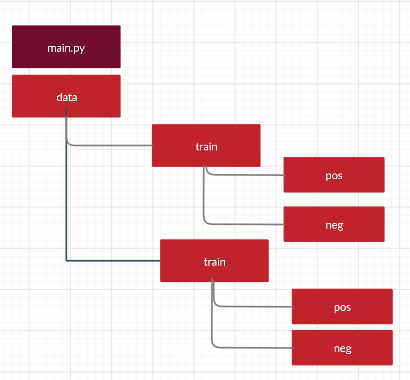 main.py
data
train
pos
neg
train
pos
neg